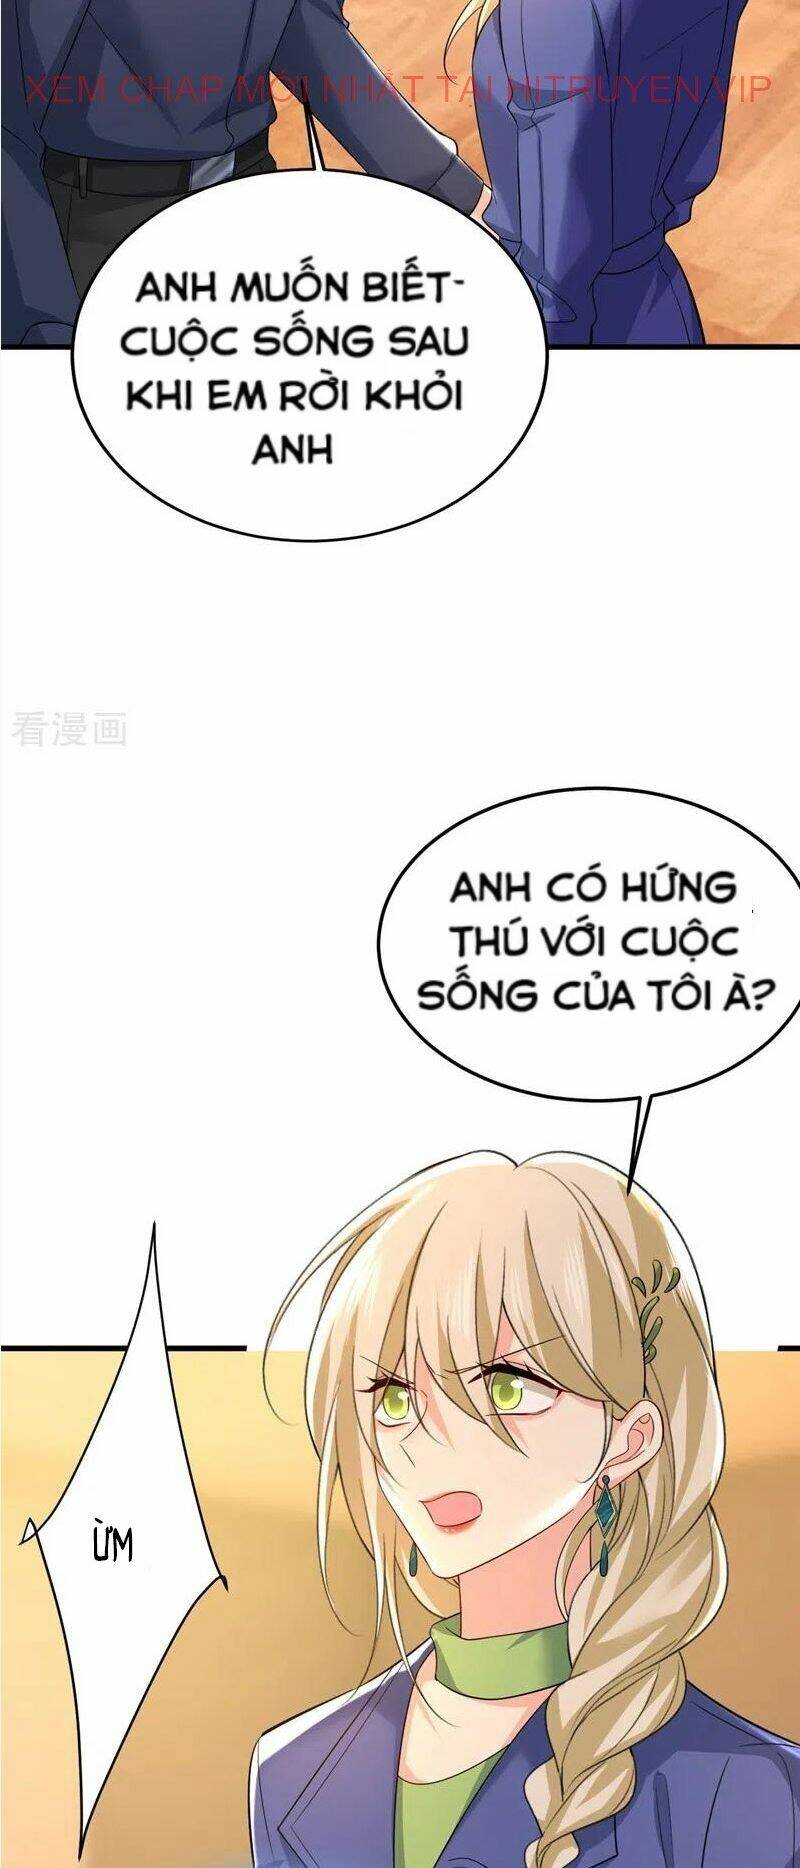 XEM CHAP MỚI NHẤT TẠI HITRUYEN.VIP
ANH MUỐN BIẾT-
CUỘC SỐNG SAU
KHI EM RỜI KHỎI
ANH
看漫画
ANH CÓ HỨNG
THÚ VỚI CUỘC
SỐNG CỦA TÔI À?
ỪM